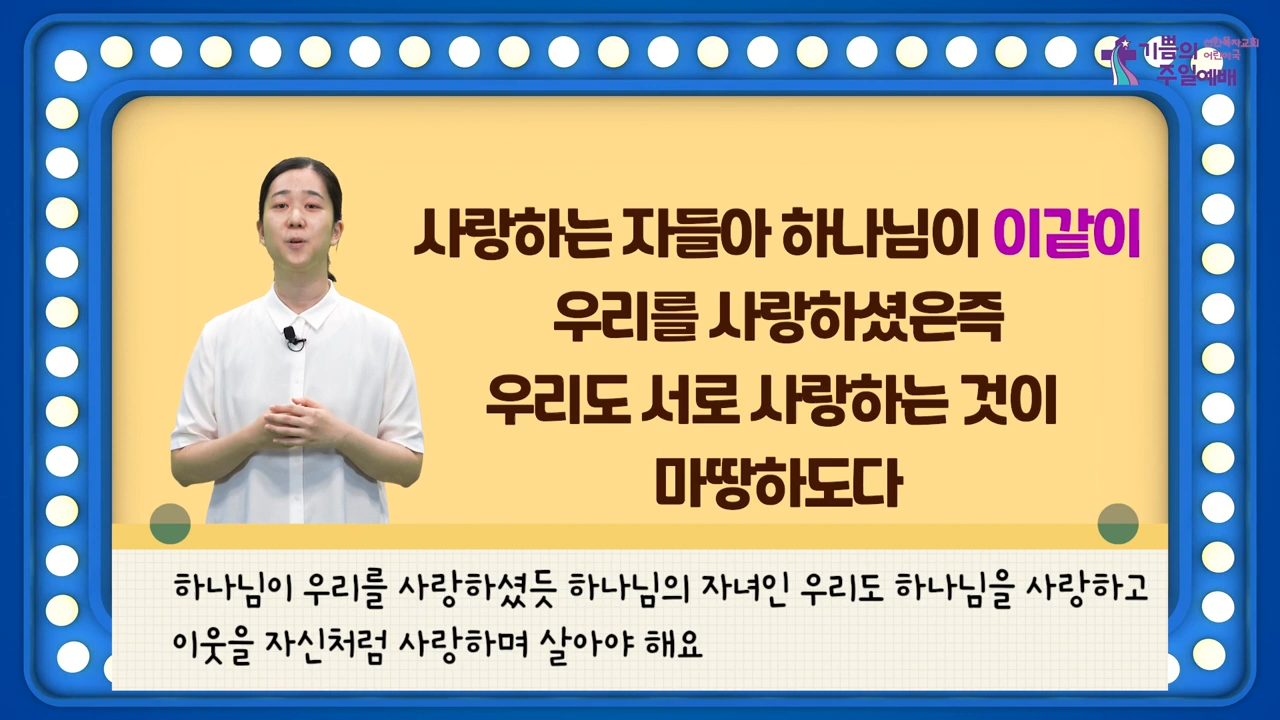 기쁨의
주일예배
어린이국
사랑하는 자들아 하나님이 이같이
우리를 사랑하셨은즉
우리도 서로 사랑하는 것이
마땅하도다
하나님이 우리를 사랑하셨듯 하나님의 자녀인 우리도 하나님을 사랑하고
이웃을 자신처럼 사랑하며 살아야 해요